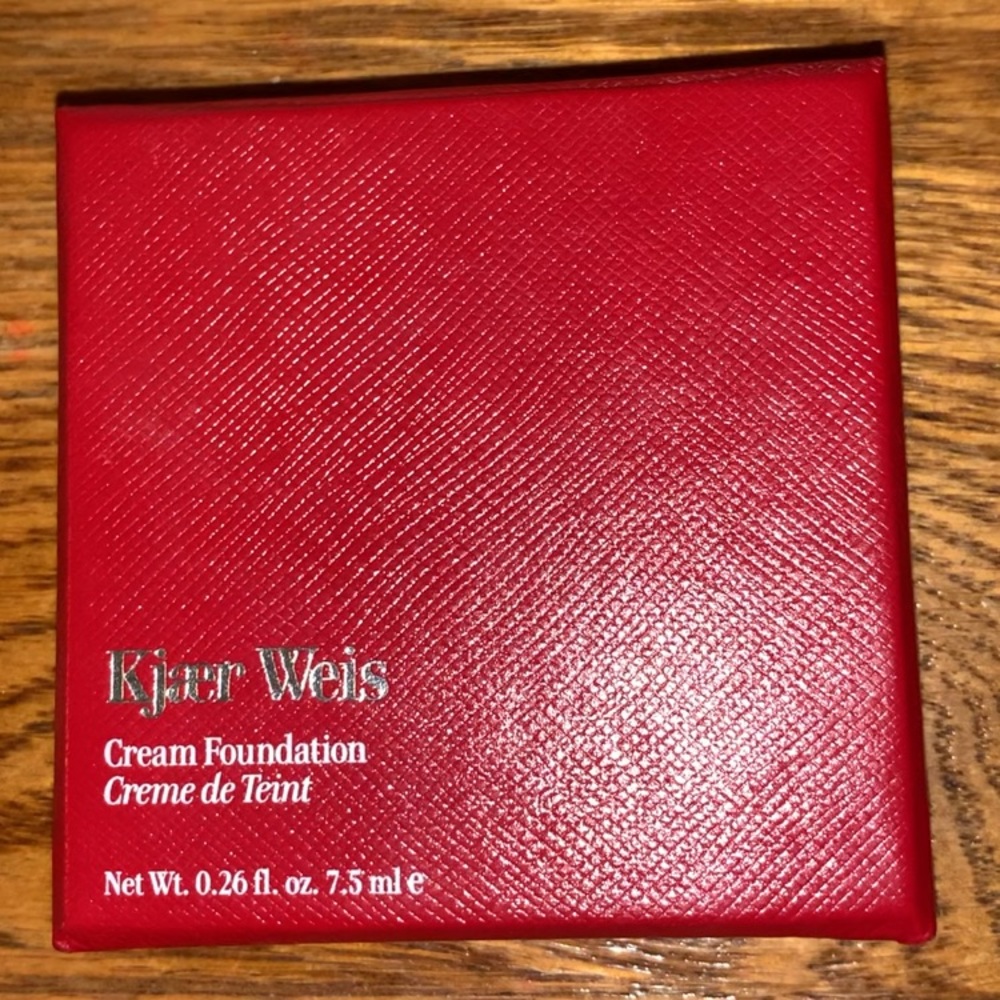 Kjær Weis
Cream Foundation
Creme de Teint
Net Wt. 0.26 fl. oz. 7.5 ml ℮